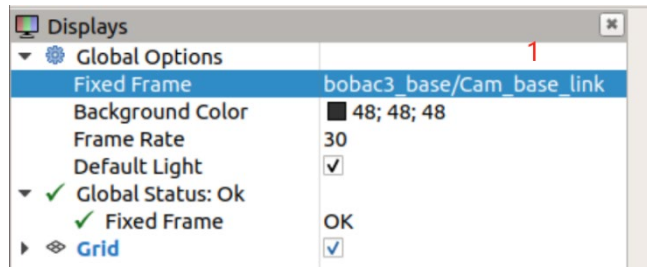 Displays
Global Options
1
Fixed Frame bobac3_base/Cam_base_link
Background Color 48; 48; 48
Frame Rate 30
Default Light
Global Status: Ok
Fixed Frame OK
Grid